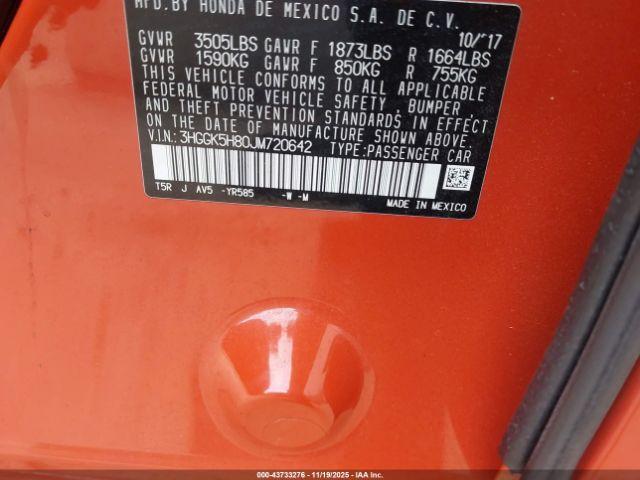 MFD. BY HONDA DE MEXICO S.A. DE C.V.
10/'17
GVWR 3505LBS GAWR F 1873LBS R 1664LBS
GVWR 1590KG GAWR F 850KG R 755KG
THIS VEHICLE CONFORMS TO ALL APPLICABLE
FEDERAL MOTOR VEHICLE SAFETY, BUMPER,
AND THEFT PREVENTION STANDARDS IN EFFECT
ON THE DATE OF MANUFACTURE SHOWN ABOVE.
V.I.N.: 3HGGK5H80JM720642 TYPE:PASSENGER CAR
T5R J AV5 -YR585 -W -M
MADE IN MEXICO
000-43733276 - 11/19/2025 - IAA Inc.